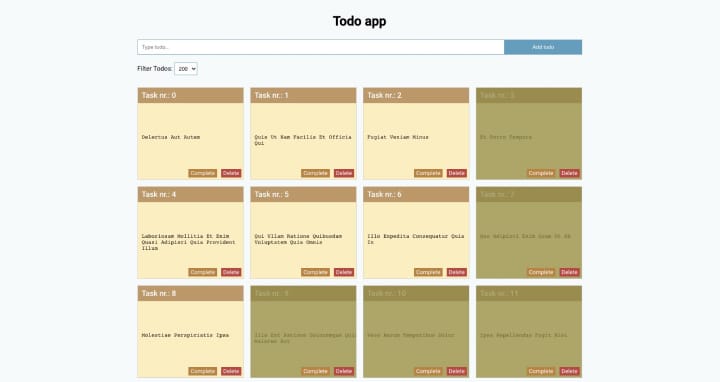 Todo app
Type todo...
Add todo
Filter Todos: 200
Task nr.: 0
Delectus Aut Autem
Complete Delete
Task nr.: 1
Quis Ut Nam Facilis Et Officia
Qui
Complete Delete
Task nr.: 2
Fugiat Veniam Minus
Complete Delete
Task nr.: 3
Et Porro Tempora
Complete Delete
Task nr.: 4
Laboriosam Mollitia Et Enim
Quasi Adipisci Quia Provident
Illum
Complete Delete
Task nr.: 5
Qui Ullam Ratione Quibusdam
Voluptatem Quia Omnis
Complete Delete
Task nr.: 6
Illo Expedita Consequatur Quia
In
Complete Delete
Task nr.: 7
Quo Adipisci Enim Quam Ut Ab
Complete Delete
Task nr.: 8
Molestiae Perspiciatis Ipsa
Complete Delete
Task nr.: 9
Illo Est Ratione Doloremque Quia
Maiores Aut
Complete Delete
Task nr.: 10
Vero Rerum Temporibus Dolor
Complete Delete
Task nr.: 11
Ipsa Repellendus Fugit Nisi
Complete Delete